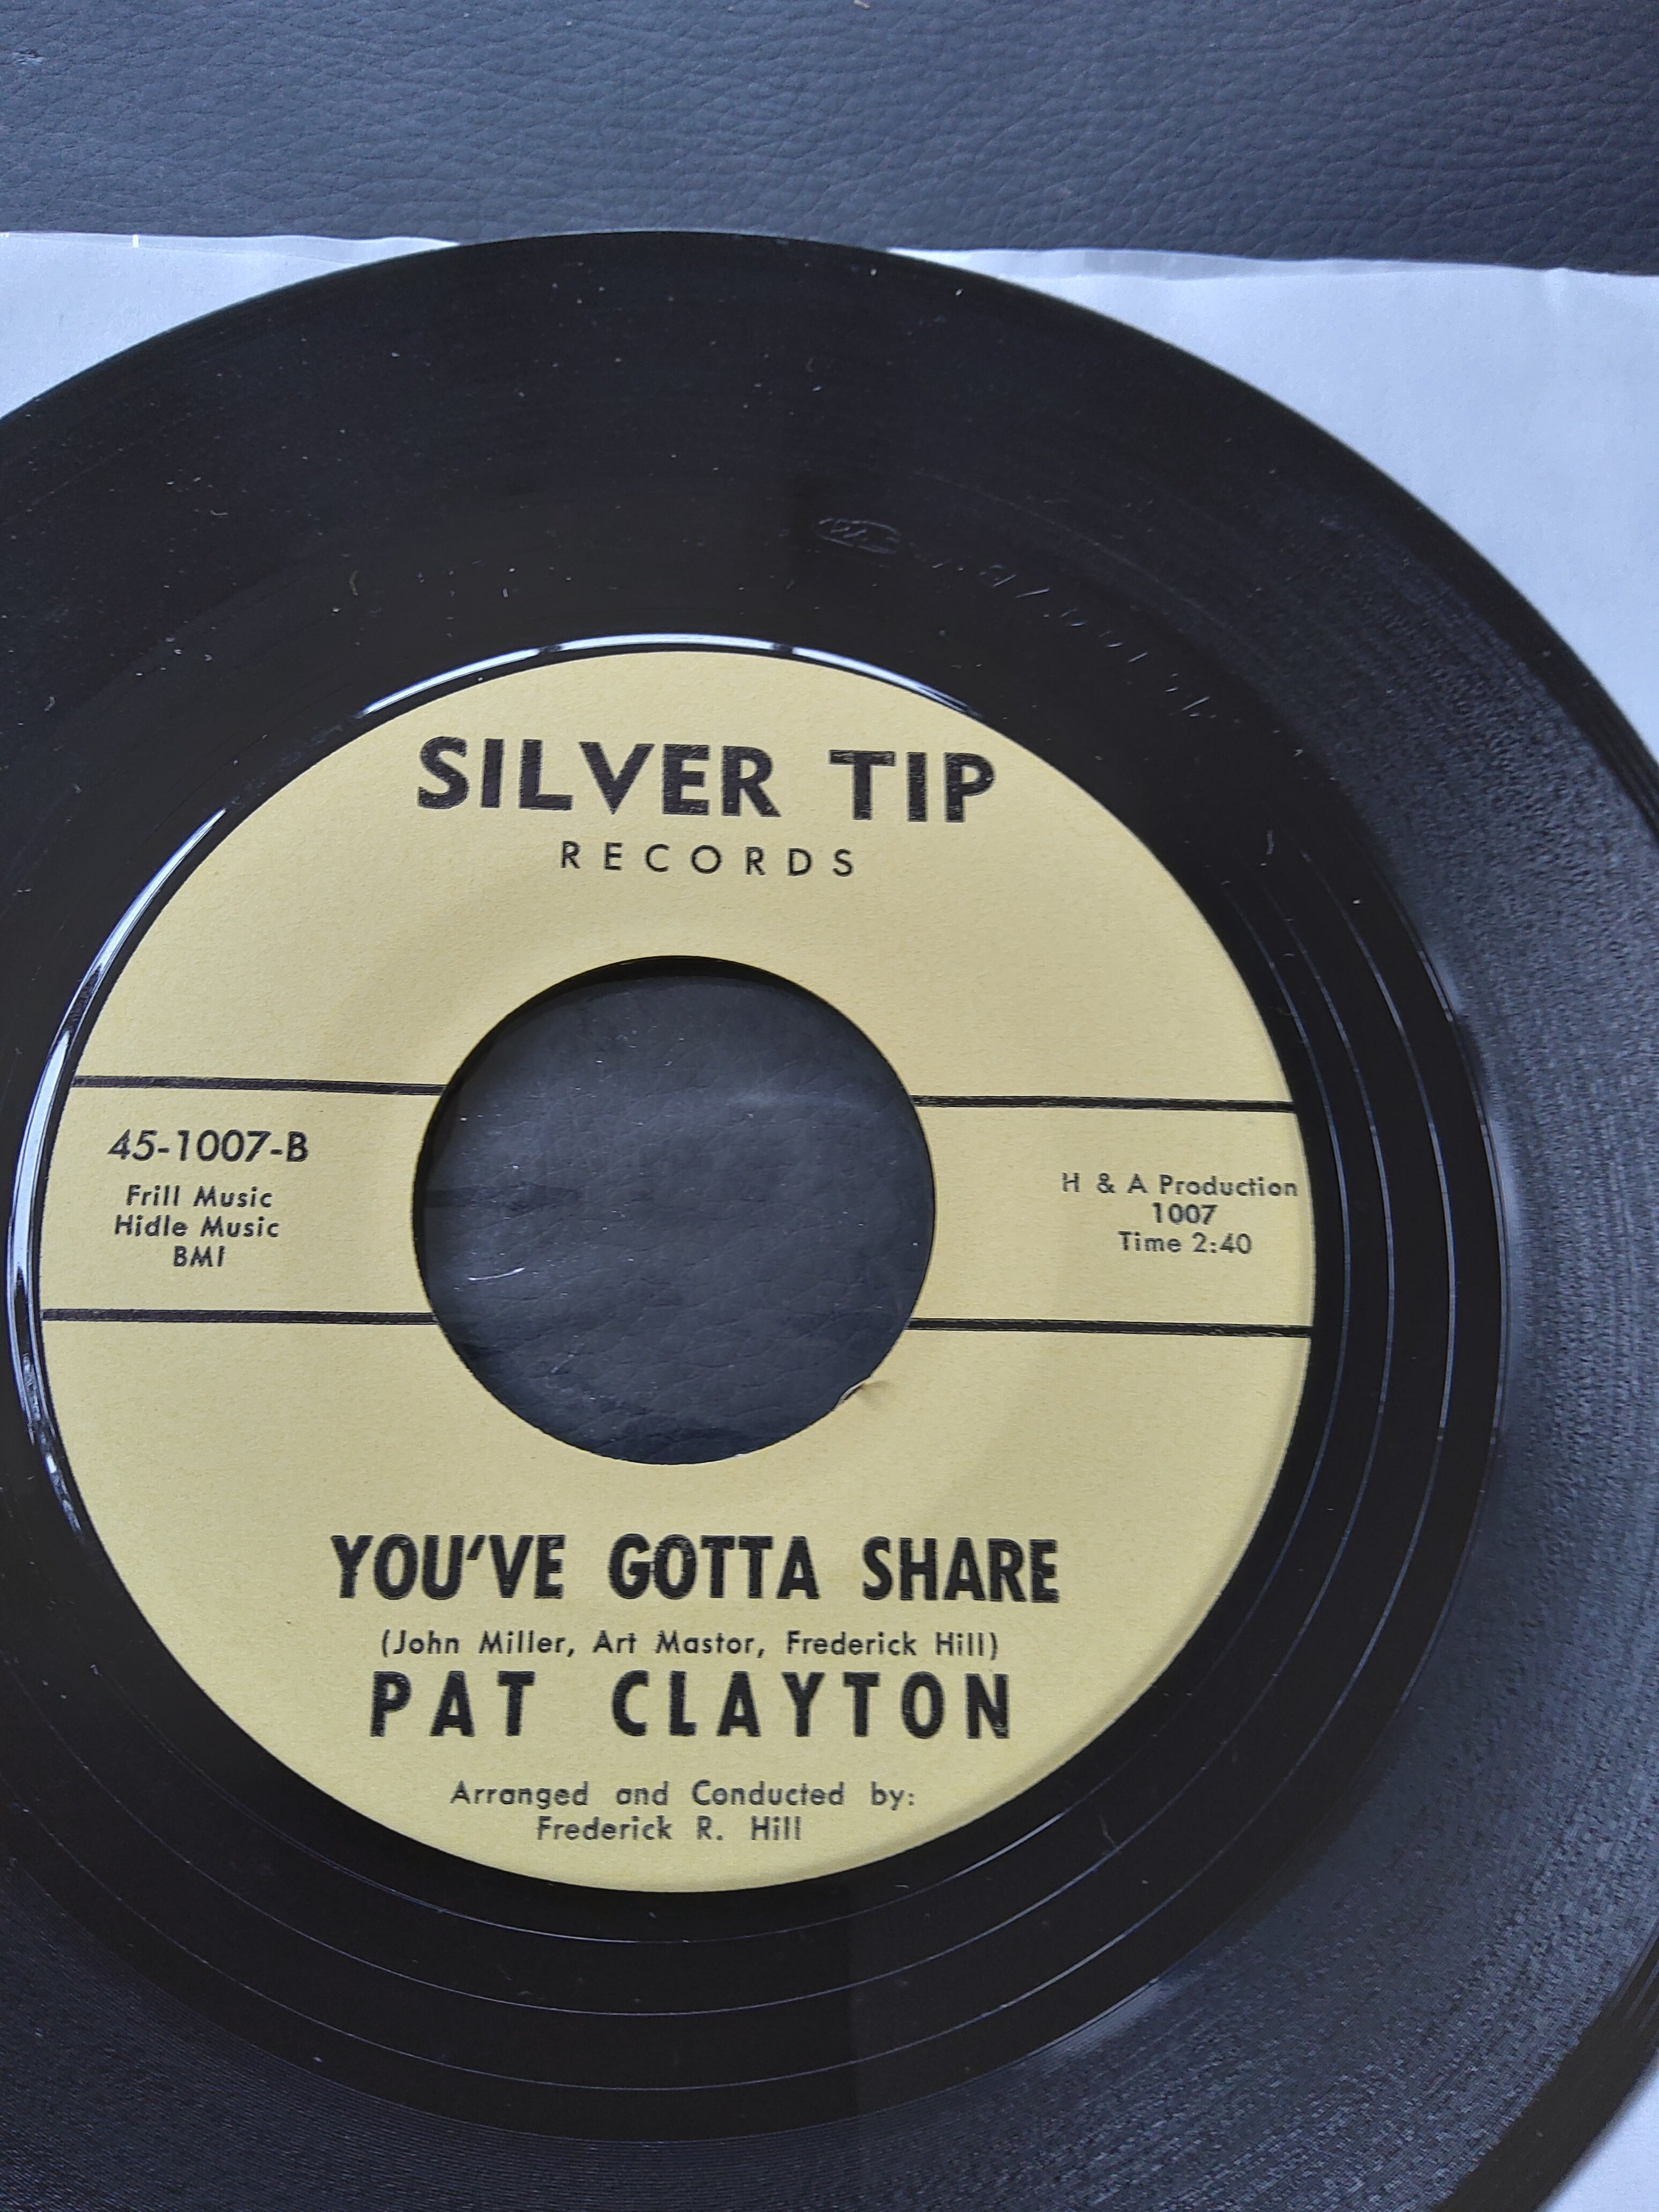 SILVER TIP
RECORDS
45-1007-B
Frill Music
Hidle Music
BMI
H & A Production
1007
Time 2:40
YOU'VE GOTTA SHARE
(John Miller, Art Mastor, Frederick Hill)
PAT CLAYTON
Arranged and Conducted by:
Frederick R. Hill